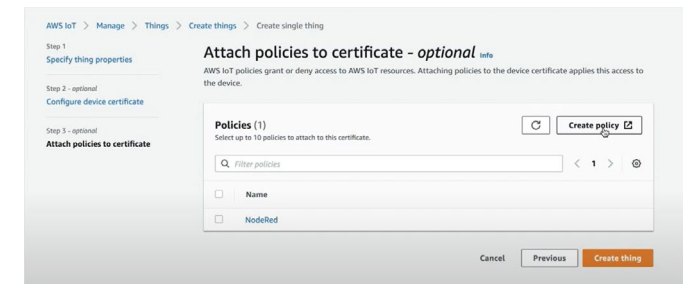 AWS IoT > Manage > Things > Create things > Create single thing
Step 1
Specify thing properties
Step 2 - optional
Configure device certificate
Step 3 - optional
Attach policies to certificate
Attach policies to certificate - optional Info
AWS IoT policies grant or deny access to AWS IoT resources. Attaching policies to the device certificate applies this access to
the device.
Policies (1)
Select up to 10 policies to attach to this certificate.
Create policy
Filter policies
< 1 >
Name
NodeRed
Cancel Previous Create thing